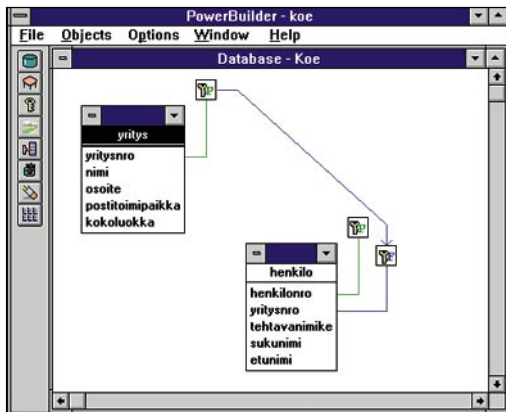 PowerBuilder - koe
File Objects Options Window Help
Database - Koe
yritys
yritysnro
nimi
osoite
postitoimipaikka
kokoluokka
henkilo
henkilonro
yritysnro
tehtavanimike
sukunimi
etunimi